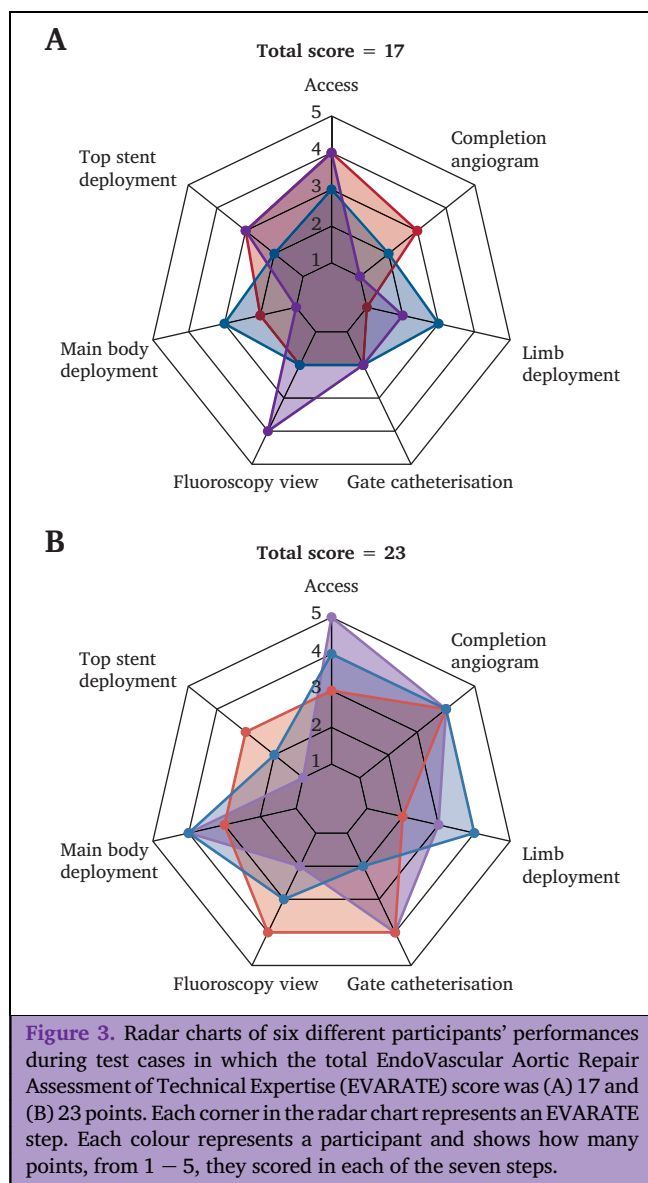 A
Total score = 17
Access
5
4
3
2
1
Completion
angiogram
Top stent
deployment
Main body
deployment
Limb
deployment
Fluoroscopy view
Gate catheterisation
B
Total score = 23
Access
5
4
3
2
1
Completion
angiogram
Top stent
deployment
Main body
deployment
Limb
deployment
Fluoroscopy view
Gate catheterisation
Figure 3. Radar charts of six different participants' performances
during test cases in which the total EndoVascular Aortic Repair
Assessment of Technical Expertise (EVARATE) score was (A) 17 and
(B) 23 points. Each corner in the radar chart represents an EVARATE
step. Each colour represents a participant and shows how many
points, from 1 – 5, they scored in each of the seven steps.